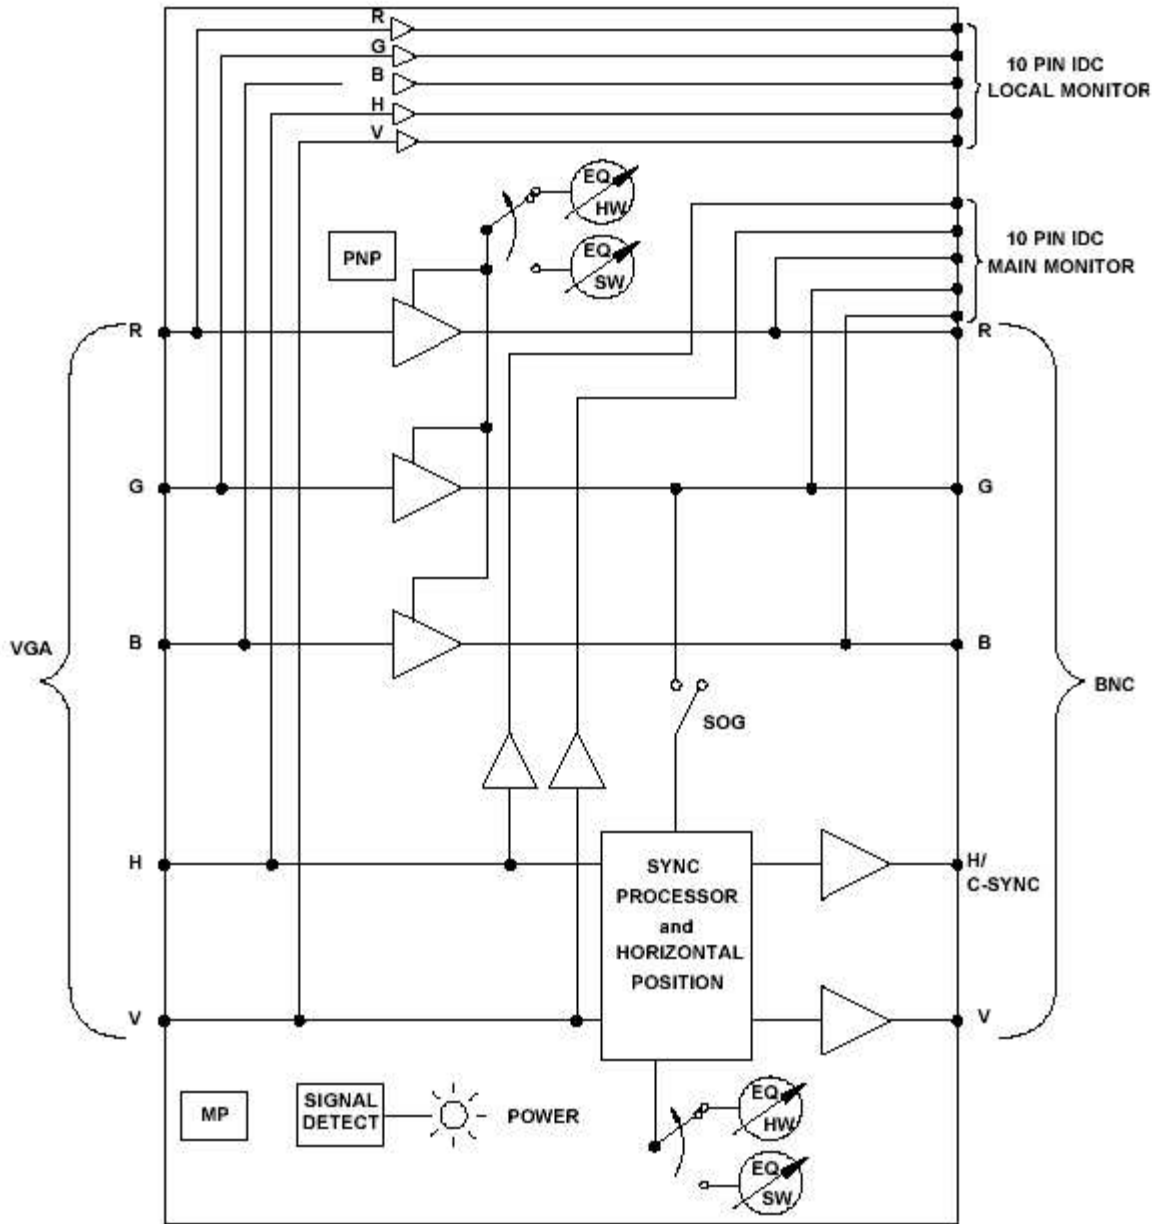 R
G
B
H
V
10 PIN IDC
LOCAL MONITOR
EQ
HW
EQ
SW
PNP
10 PIN IDC
MAIN MONITOR
R
R
G
G
B
B
VGA
BNC
SOG
H
SYNC
PROCESSOR
and
HORIZONTAL
POSITION
H/
C-SYNC
V
V
MP
SIGNAL
DETECT
POWER
EQ
HW
EQ
SW